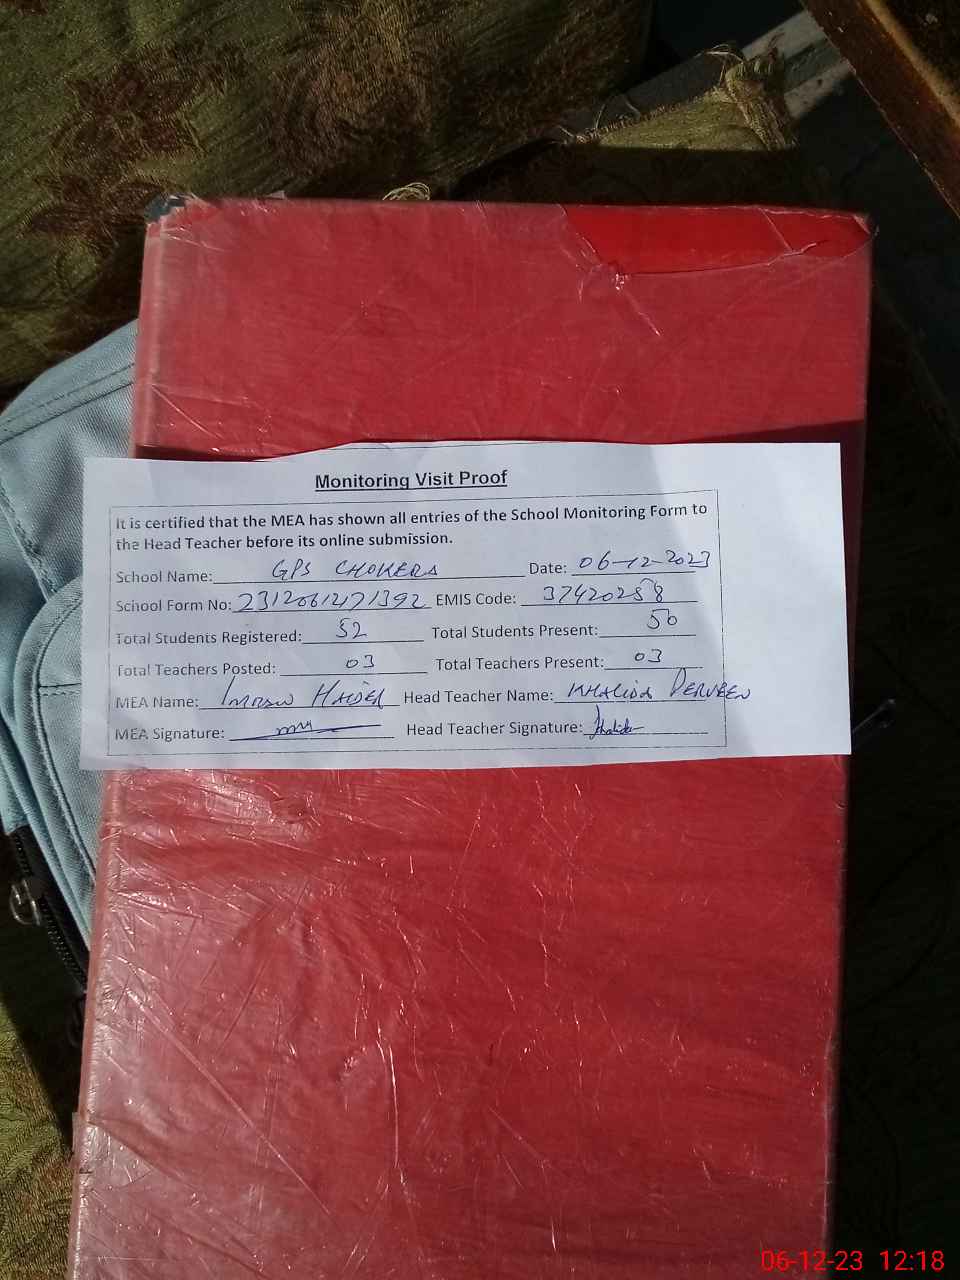 Monitoring Visit Proof
It is certified that the MEA has shown all entries of the School Monitoring Form to
the Head Teacher before its online submission.
School Name: GPS CHOKERA Date: 06-12-2023
School Form No: 23120612171392 EMIS Code: 37420258
Total Students Registered: 52 Total Students Present: 50
Total Teachers Posted: 03 Total Teachers Present: 03
MEA Name: Imran Haider Head Teacher Name: Khalida Perveen
MEA Signature: Head Teacher Signature: Khalida
06-12-23 12:18